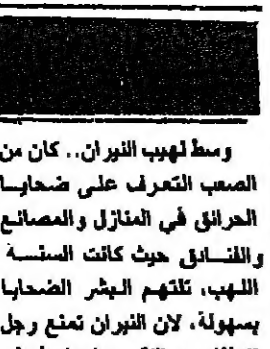 وسط لهيب النيران.. كان من
الصعب التعرف على ضحايا
الحرائق في المنازل والمصانع
والفنادق حيث كانت السنسة
اللهب، تلتهم البشر الضحايا
بسهولة، لان النيران تمنع رجل